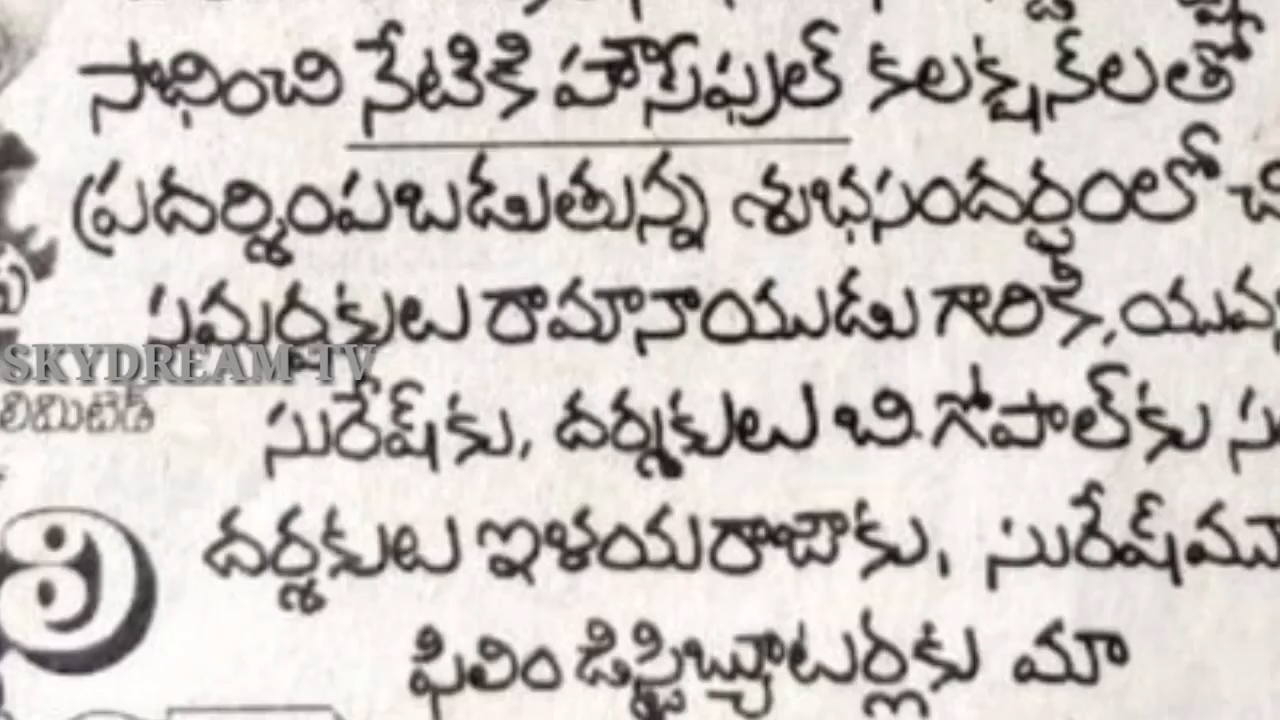 సాధించి నేటికి హౌస్‌ఫుల్ కలక్షన్‌లతో
ప్రదర్శింపబడుతున్న శుభసందర్భంలో
సమర్పకులు రామానాయుడు గారికి, యువ
SKYDREAM TV
లిమిటెడ్
సురేష్‌కు, దర్శకులు బి.గోపాల్‌కు
దర్శకులు ఇళయరాజాకు, సురేష్‌మూ
ఫిలిం డిస్ట్రిబ్యూటర్లకు మా